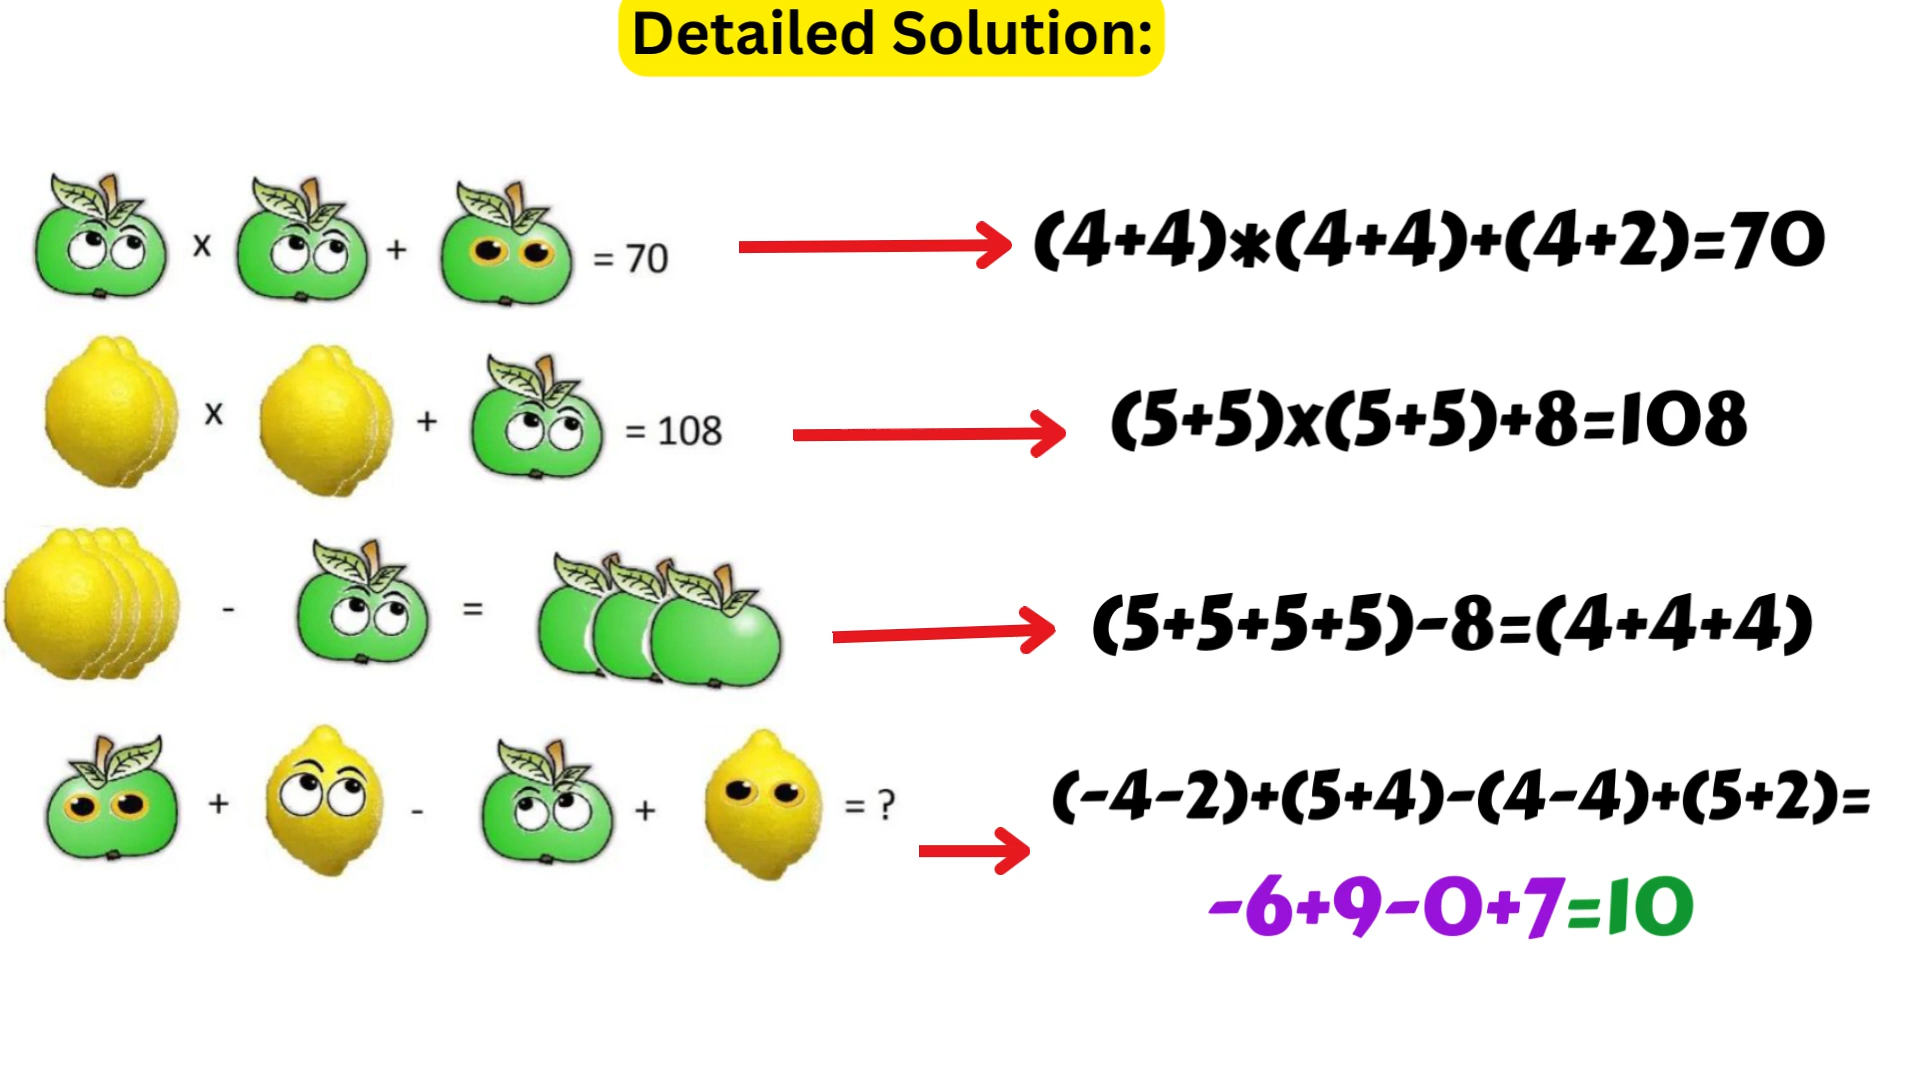 Detailed Solution:
x + = 70 (4+4)*(4+4)+(4+2)=70
x + = 108 (5+5)x(5+5)+8=108
- = (5+5+5+5)-8=(4+4+4)
+ - + = ? (-4-2)+(5+4)-(4-4)+(5+2)=
-6+9-0+7=10